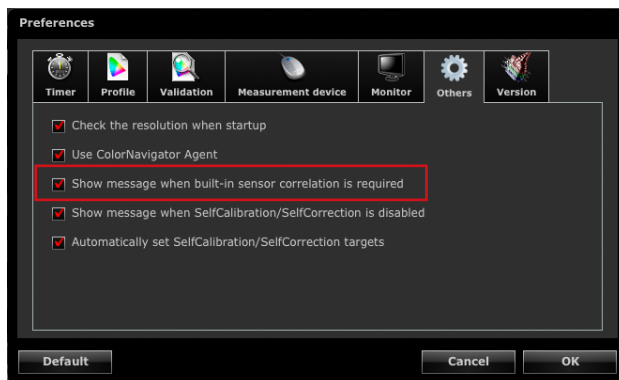 Preferences
Timer
Profile
Validation
Measurement device
Monitor
Others
Version
Check the resolution when startup
Use ColorNavigator Agent
Show message when built-in sensor correlation is required
Show message when SelfCalibration/SelfCorrection is disabled
Automatically set SelfCalibration/SelfCorrection targets
Default
Cancel
OK